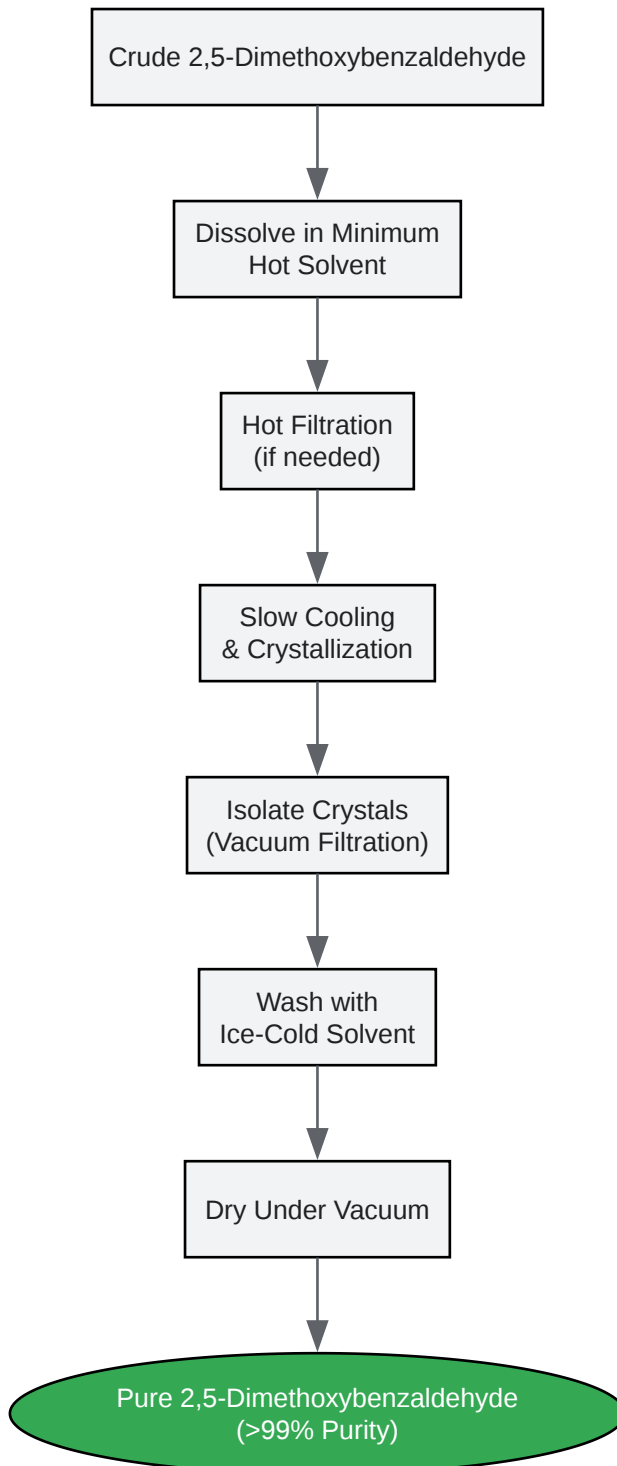 Crude 2,5-Dimethoxybenzaldehyde
Dissolve in Minimum
Hot Solvent
Hot Filtration
(if needed)
Slow Cooling
& Crystallization
Isolate Crystals
(Vacuum Filtration)
Wash with
Ice-Cold Solvent
Dry Under Vacuum
Pure 2,5-Dimethoxybenzaldehyde
(>99% Purity)